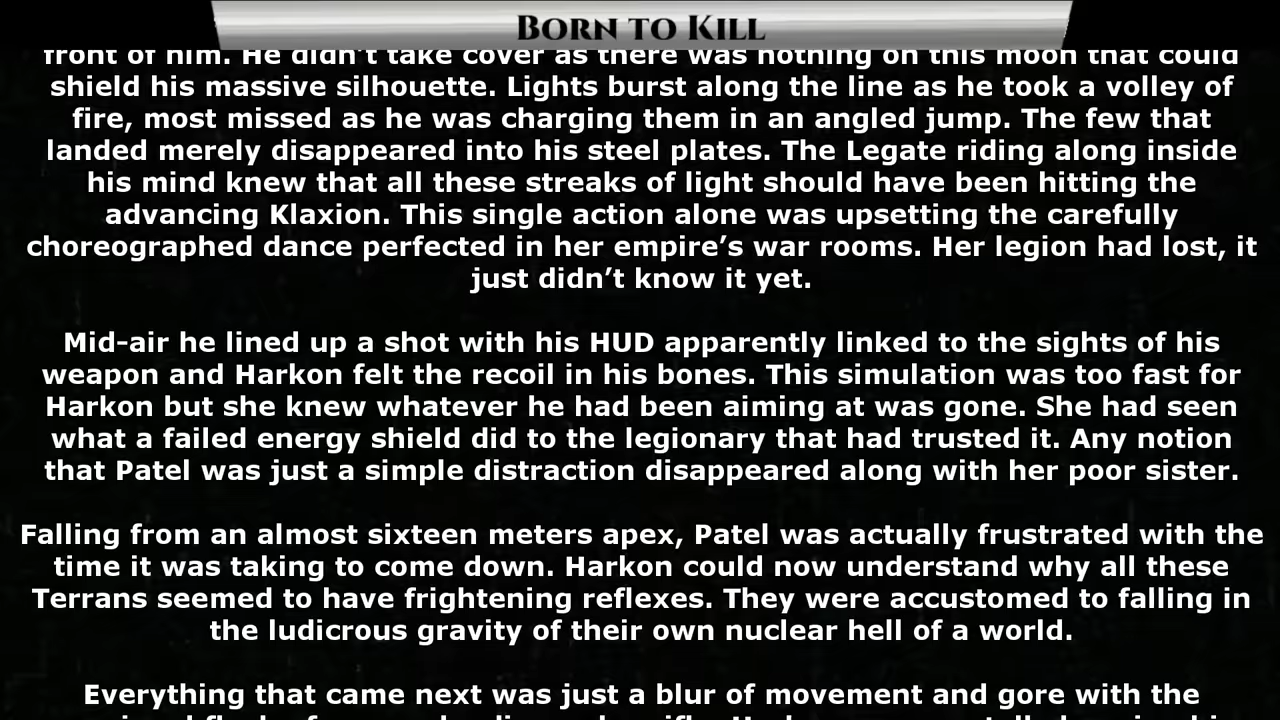 Born to Kill
front of him. He didn't take cover as there was nothing on this moon that could
shield his massive silhouette. Lights burst along the line as he took a volley of
fire, most missed as he was charging them in an angled jump. The few that
landed merely disappeared into his steel plates. The Legate riding along inside
his mind knew that all these streaks of light should have been hitting the
advancing Klaxion. This single action alone was upsetting the carefully
choreographed dance perfected in her empire’s war rooms. Her legion had lost, it
just didn’t know it yet.
Mid-air he lined up a shot with his HUD apparently linked to the sights of his
weapon and Harkon felt the recoil in his bones. This simulation was too fast for
Harkon but she knew whatever he had been aiming at was gone. She had seen
what a failed energy shield did to the legionary that had trusted it. Any notion
that Patel was just a simple distraction disappeared along with her poor sister.
Falling from an almost sixteen meters apex, Patel was actually frustrated with the
time it was taking to come down. Harkon could now understand why all these
Terrans seemed to have frightening reflexes. They were accustomed to falling in
the ludicrous gravity of their own nuclear hell of a world.
Everything that came next was just a blur of movement and gore with the